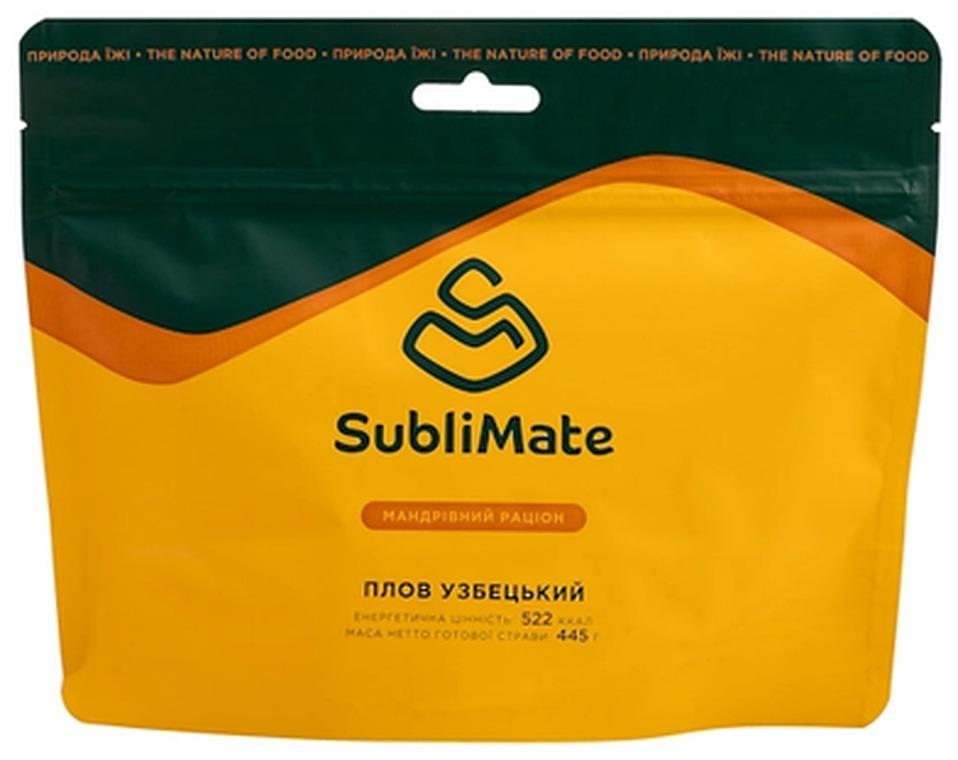 ПРИРОДА ЇЖІ • THE NATURE OF FOOD • ПРИРОДА ЇЖІ • THE NATURE OF FOOD • ПРИРОДА ЇЖІ • THE NATURE OF FOOD
SubliMate
МАНДРІВНИЙ РАЦІОН
ПЛОВ УЗБЕЦЬКИЙ
ЕНЕРГЕТИЧНА ЦІННІСТЬ: 522 ККАЛ
МАСА НЕТТО ГОТОВОЇ СТРАВИ: 445 Г